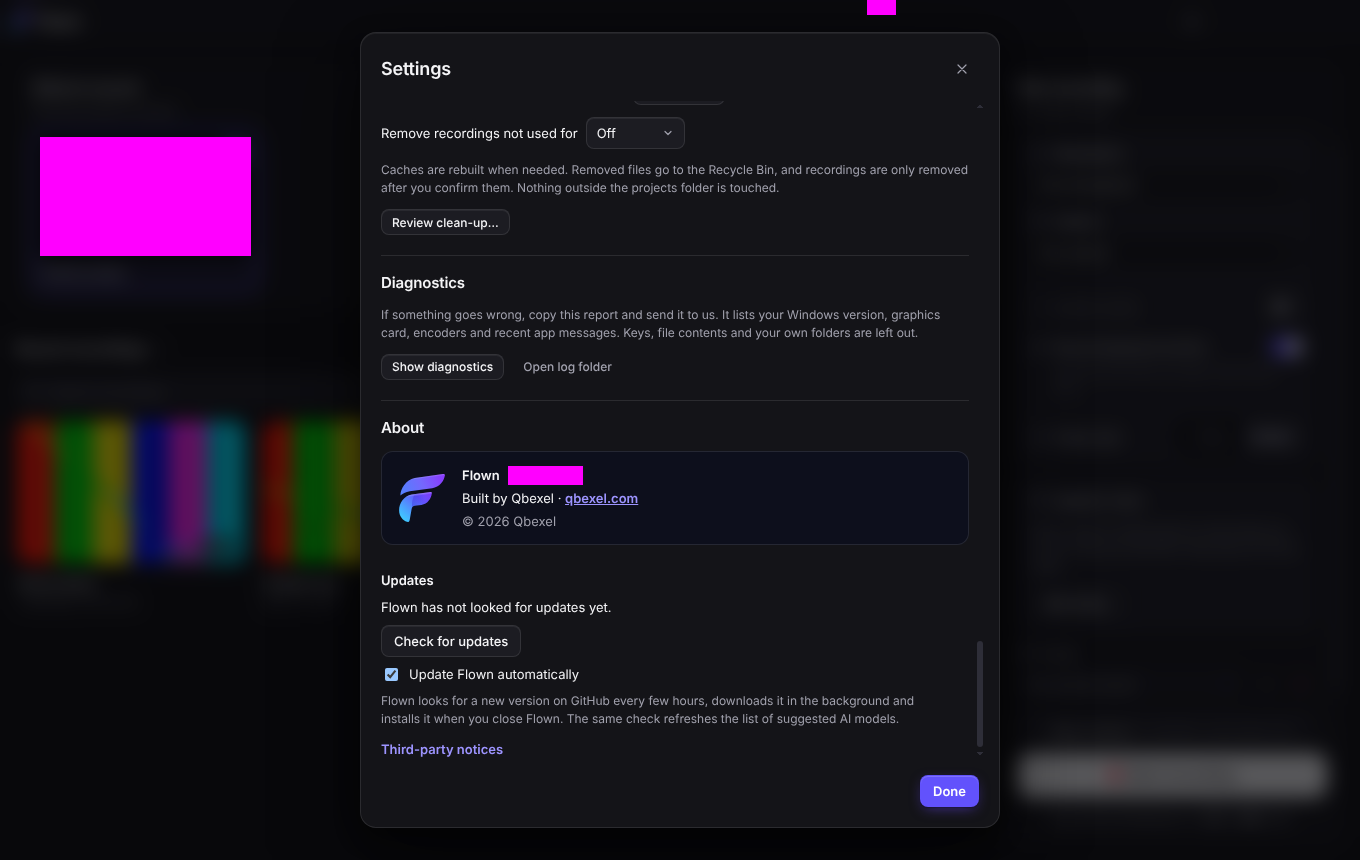 Settings
Remove recordings not used for
Off
Caches are rebuilt when needed. Removed files go to the Recycle Bin, and recordings are only removed
after you confirm them. Nothing outside the projects folder is touched.
Review clean-up...
Diagnostics
If something goes wrong, copy this report and send it to us. It lists your Windows version, graphics
card, encoders and recent app messages. Keys, file contents and your own folders are left out.
Show diagnostics
Open log folder
About
Flown
Built by Qbexel · qbexel.com
© 2026 Qbexel
Updates
Flown has not looked for updates yet.
Check for updates
Update Flown automatically
Flown looks for a new version on GitHub every few hours, downloads it in the background and
installs it when you close Flown. The same check refreshes the list of suggested AI models.
Third-party notices
Done